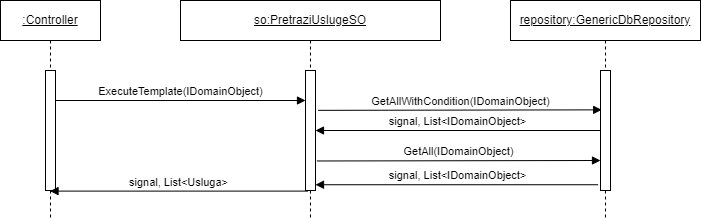 :Controller
so:PretraziUslugeSO
repository:GenericDbRepository
ExecuteTemplate(IDomainObject)
GetAllWithCondition(IDomainObject)
signal, List<IDomainObject>
GetAll(IDomainObject)
signal, List<IDomainObject>
signal, List<Usluga>